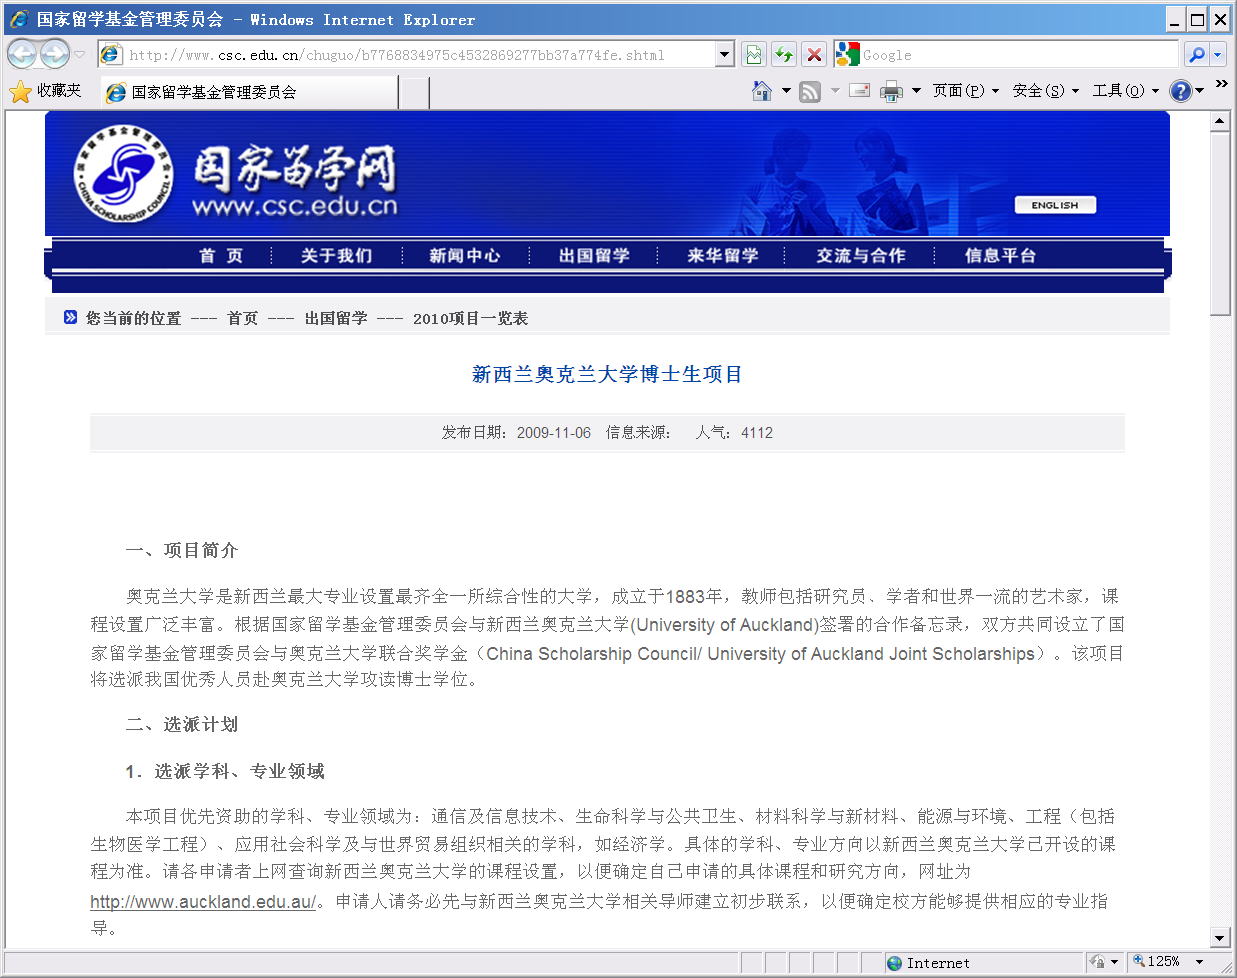 国家留学基金管理委员会 - Windows Internet Explorer
http://www.csc.edu.cn/chuguo/b7768834975c4532869277bb37a774fe.shtml
Google
收藏夹
国家留学基金管理委员会
页面(P)
安全(S)
工具(O)
»
国家留学基金管理委员会
CHINA SCHOLARSHIP COUNCIL
国家留学网
www.csc.edu.cn
ENGLISH
首 页
关于我们
新闻中心
出国留学
来华留学
交流与合作
信息平台
您当前的位置 --- 首页 --- 出国留学 --- 2010项目一览表
新西兰奥克兰大学博士生项目
发布日期：2009-11-06 信息来源： 人气：4112
一、项目简介
奥克兰大学是新西兰最大专业设置最齐全一所综合性的大学，成立于1883年，教师包括研究员、学者和世界一流的艺术家，课
程设置广泛丰富。根据国家留学基金管理委员会与新西兰奥克兰大学(University of Auckland)签署的合作备忘录，双方共同设立了国
家留学基金管理委员会与奥克兰大学联合奖学金（China Scholarship Council/ University of Auckland Joint Scholarships）。该项目
将选派我国优秀人员赴奥克兰大学攻读博士学位。
二、选派计划
1．选派学科、专业领域
本项目优先资助的学科、专业领域为：通信及信息技术、生命科学与公共卫生、材料科学与新材料、能源与环境、工程（包括
生物医学工程）、应用社会科学及与世界贸易组织相关的学科，如经济学。具体的学科、专业方向以新西兰奥克兰大学已开设的课
程为准。请各申请者上网查询新西兰奥克兰大学的课程设置，以便确定自己申请的具体课程和研究方向，网址为
http://www.auckland.edu.au/。申请人请务必先与新西兰奥克兰大学相关导师建立初步联系，以便确定校方能够提供相应的专业指
导。
Internet
125%